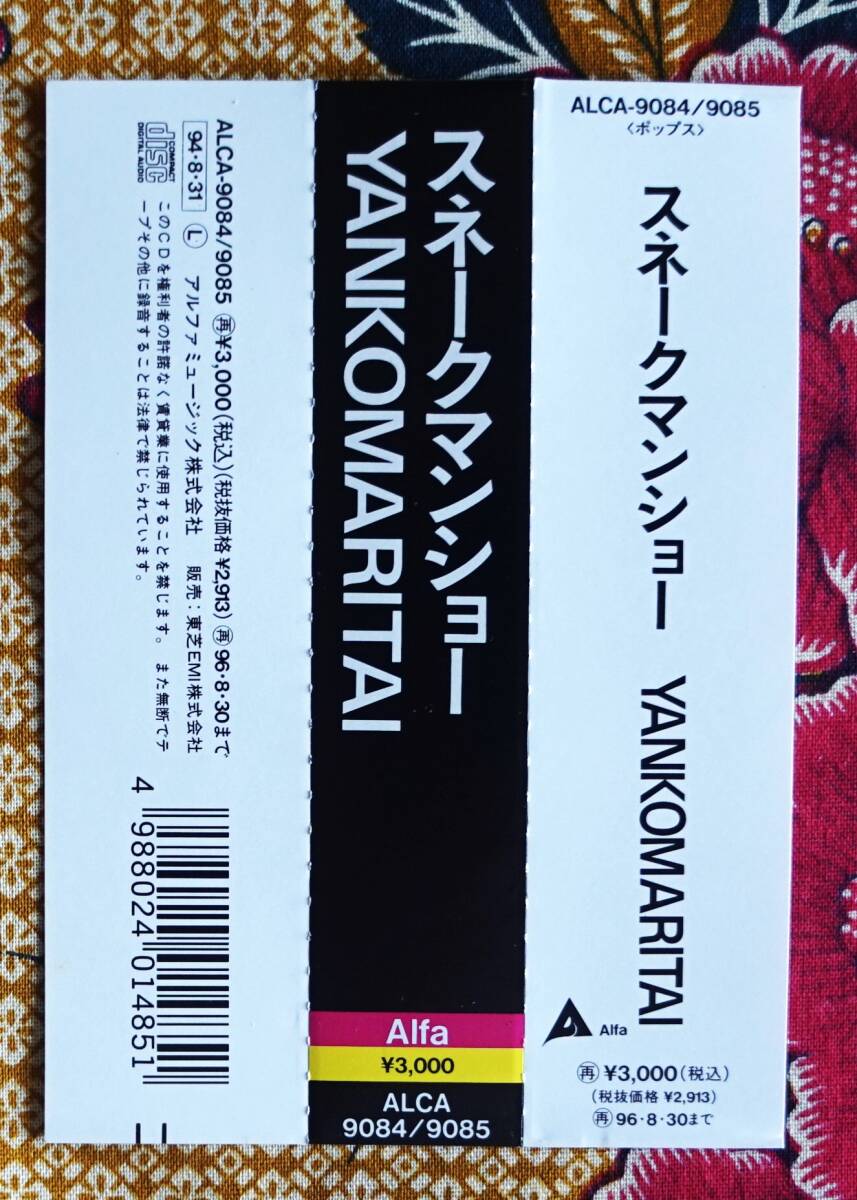 ALCA-9084/9085
〈ポップス〉
スネークマンショー YANKOMARITAI
Alfa
再 ¥3,000(税込)
(税抜価格 ¥2,913)
再 96・8・30まで
スネークマンショー
YANKOMARITAI
Alfa
¥3,000
ALCA
9084/9085
ALCA-9084/9085 再¥3,000(税込)(税抜価格¥2,913)再96・8・30まで
94・8・31 L アルファミュージック株式会社 販売:東芝EMI株式会社
COMPACT
disc
DIGITAL AUDIO
このCDを権利者の許諾なく賃貸業に使用することを禁じます。また無断でテ
ープその他に録音することは法律で禁じられています。
4 988024 014851